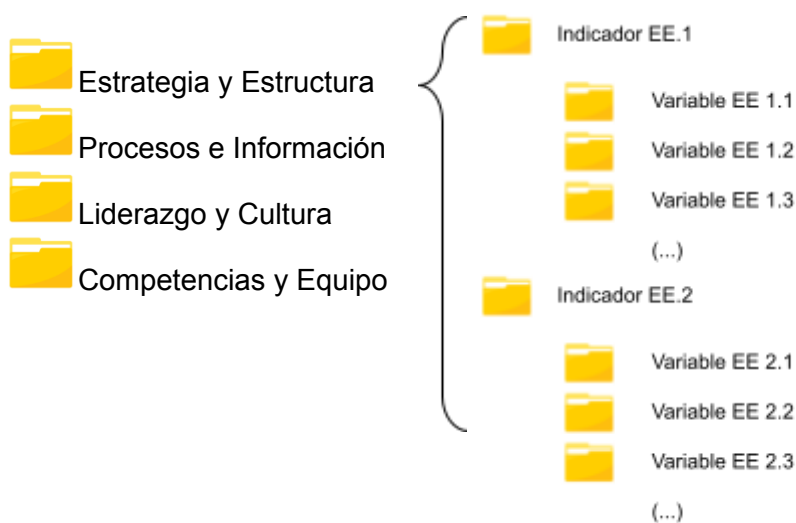 Estrategia y Estructura
Procesos e Información
Liderazgo y Cultura
Competencias y Equipo
Indicador EE.1
Variable EE 1.1
Variable EE 1.2
Variable EE 1.3
(...)
Indicador EE.2
Variable EE 2.1
Variable EE 2.2
Variable EE 2.3
(...)